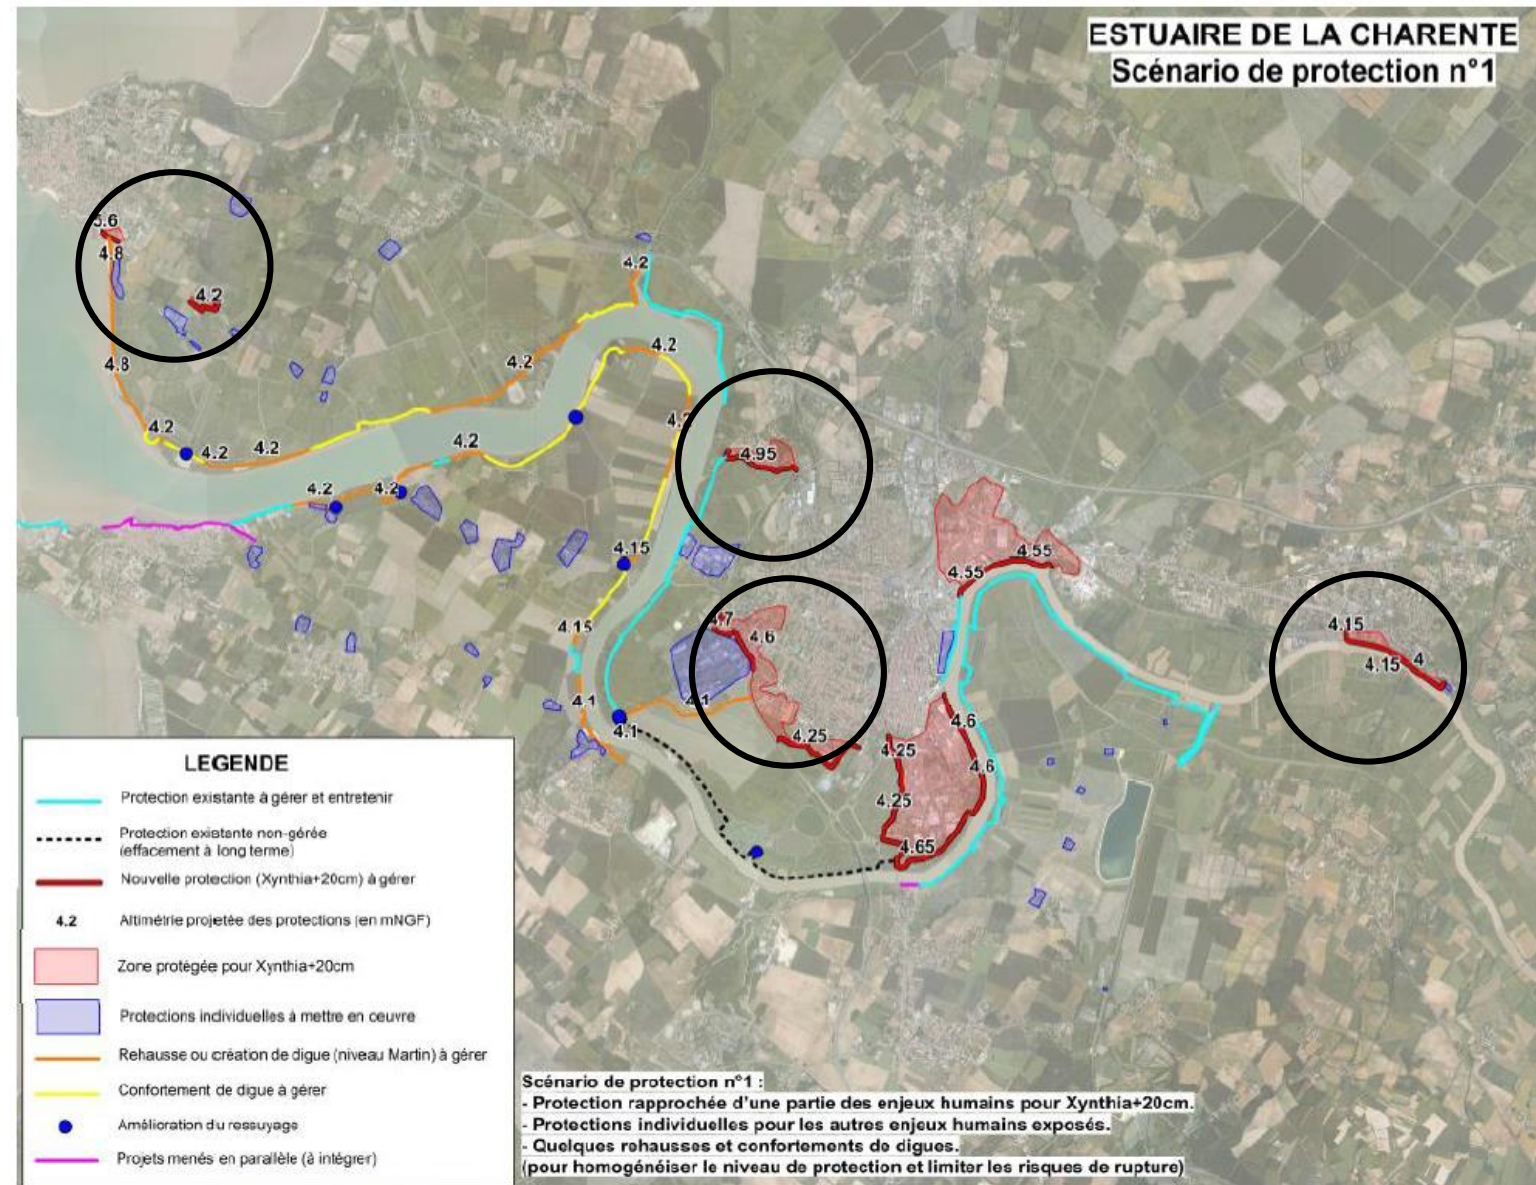 ESTUAIRE DE LA CHARENTE
Scénario de protection n°1
5.6
4.8
4.2
4.8
4.2
4.2
4.2
4.2
4.2
4.2
4.2
4.2
4.2
4.2
4.95
4.15
4.15
4.1
4.1
4.1
4.7
4.6
4.25
4.25
4.25
4.65
4.6
4.6
4.55
4.55
4.15
4.15
4
LEGENDE
Protection existante à gérer et entretenir
Protection existante non-gérée
(effacement à long terme)
Nouvelle protection (Xynthia+20cm) à gérer
4.2
Altimétrie projetée des protections (en mNGF)
Zone protégée pour Xynthia+20cm
Protections individuelles à mettre en oeuvre
Rehausse ou création de digue (niveau Martin) à gérer
Confortement de digue à gérer
Amélioration du ressuyage
Projets menés en parallèle (à intégrer)
Scénario de protection n°1 :
- Protection rapprochée d'une partie des enjeux humains pour Xynthia+20cm.
- Protections individuelles pour les autres enjeux humains exposés.
- Quelques rehausses et confortements de digues.
(pour homogénéiser le niveau de protection et limiter les risques de rupture)